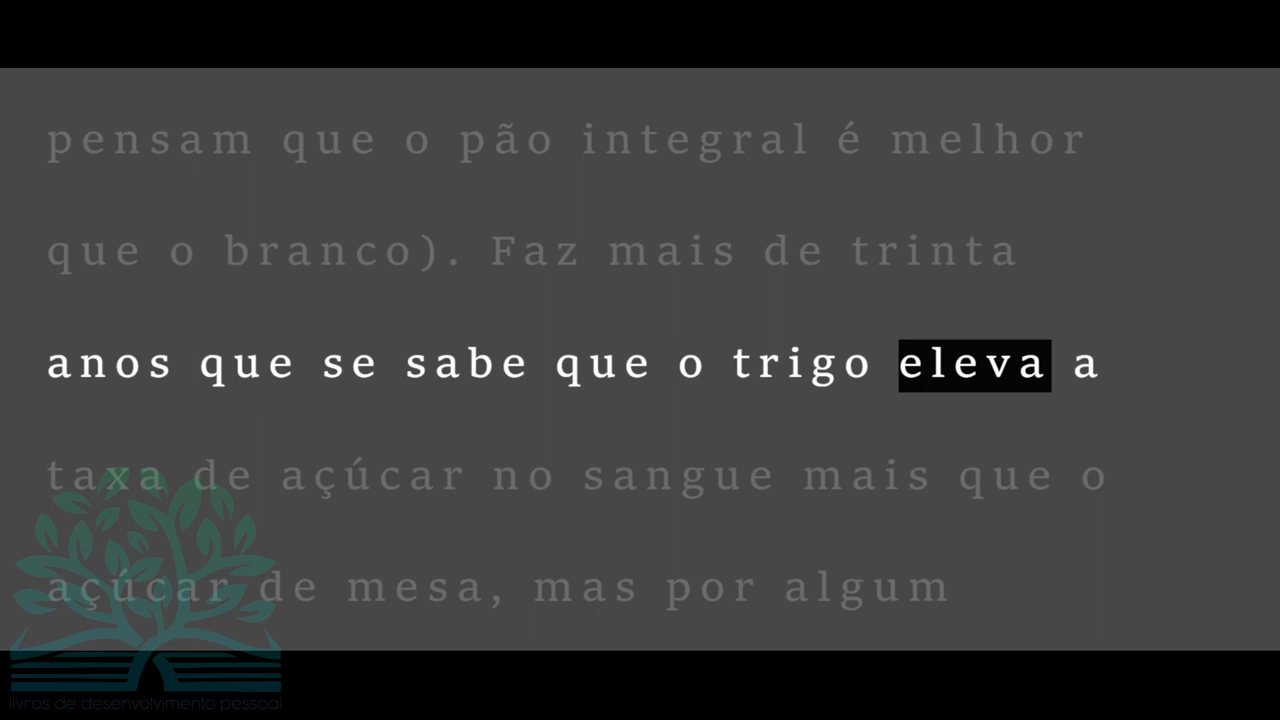 pensam que o pão integral é melhor
que o branco). Faz mais de trinta
anos que se sabe que o trigo eleva a
taxa de açúcar no sangue mais que o
açúcar de mesa, mas por algum
livros de desenvolvimento pessoal